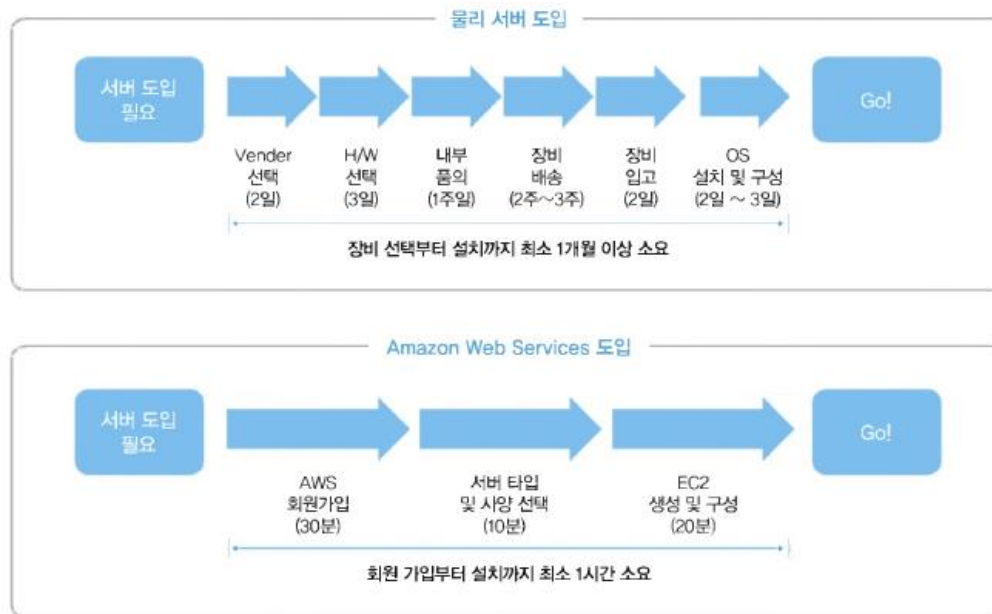 물리 서버 도입
서버 도입
필요
Vender
선택
(2일)
H/W
선택
(3일)
내부
품의
(1주일)
장비
배송
(2주~3주)
장비
입고
(2일)
OS
설치 및 구성
(2일 ~ 3일)
Go!
장비 선택부터 설치까지 최소 1개월 이상 소요
Amazon Web Services 도입
서버 도입
필요
AWS
회원가입
(30분)
서버 타입
및 사양 선택
(10분)
EC2
생성 및 구성
(20분)
Go!
회원 가입부터 설치까지 최소 1시간 소요